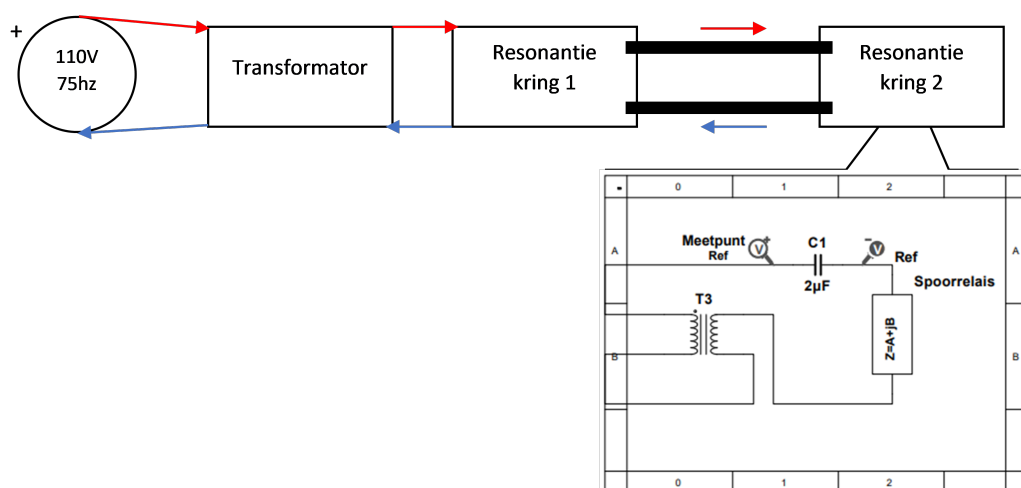 +
110V
75hz
Transformator
Resonantie
kring 1
Resonantie
kring 2
0
1
2
A
A
Meetpunt
Ref
+
V
C1
2µF
-
V
Ref
Spoorrelais
T3
Z=A+jB
B
B
0
1
2